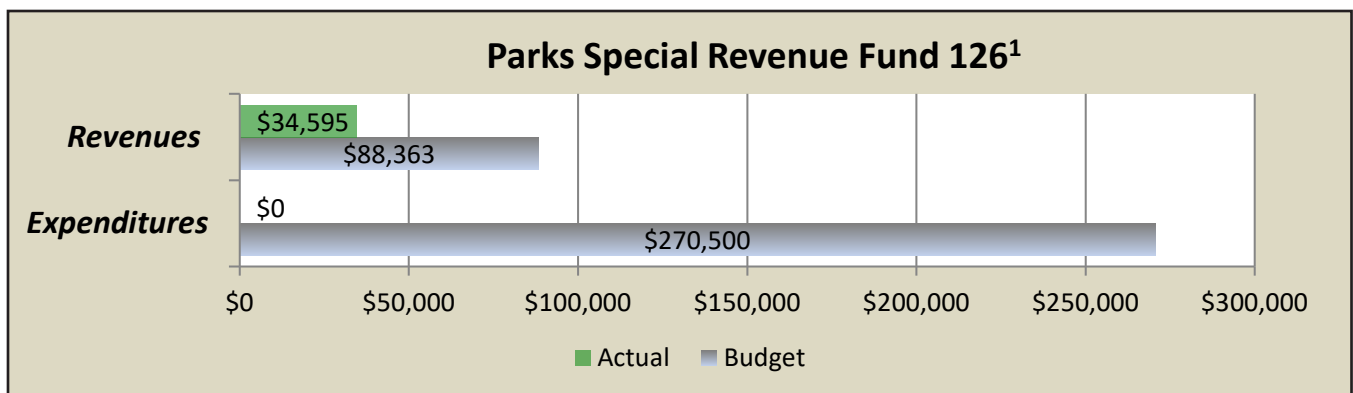 Parks Special Revenue Fund 126¹
Revenues
$34,595
$88,363
Expenditures
$0
$270,500
$0 $50,000 $100,000 $150,000 $200,000 $250,000 $300,000
Actual Budget